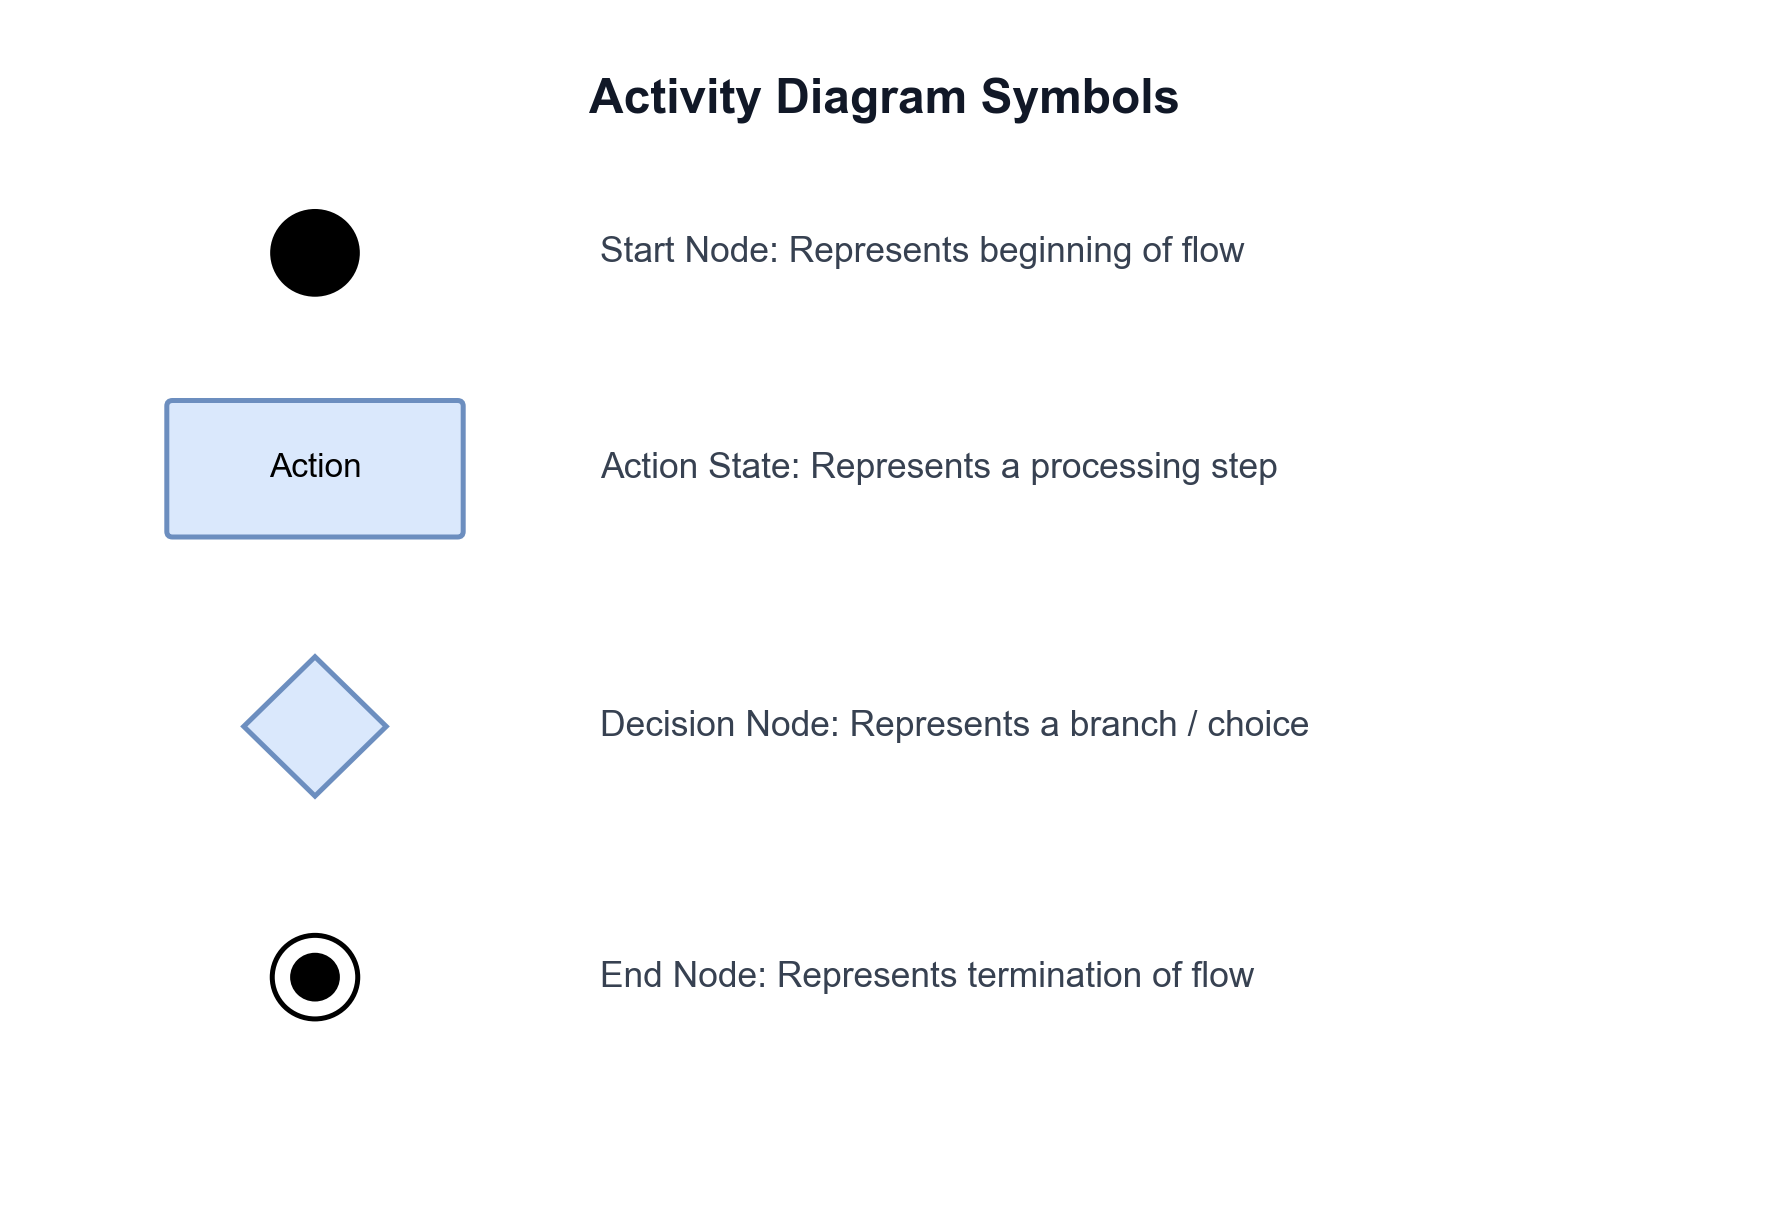 Activity Diagram Symbols
Start Node: Represents beginning of flow
Action
Action State: Represents a processing step
Decision Node: Represents a branch / choice
End Node: Represents termination of flow